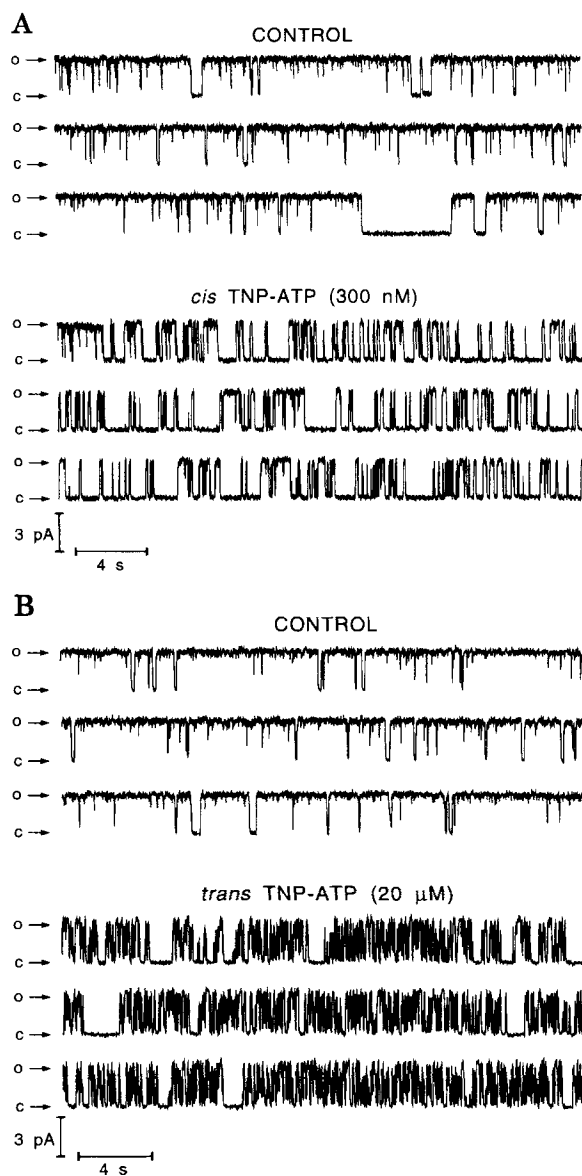 A
CONTROL
o →
c →
o →
c →
o →
c →
cis TNP-ATP (300 nM)
o →
c →
o →
c →
o →
c →
3 pA
4 s
B
CONTROL
o →
c →
o →
c →
o →
c →
trans TNP-ATP (20 μM)
o →
c →
o →
c →
o →
c →
3 pA
4 s